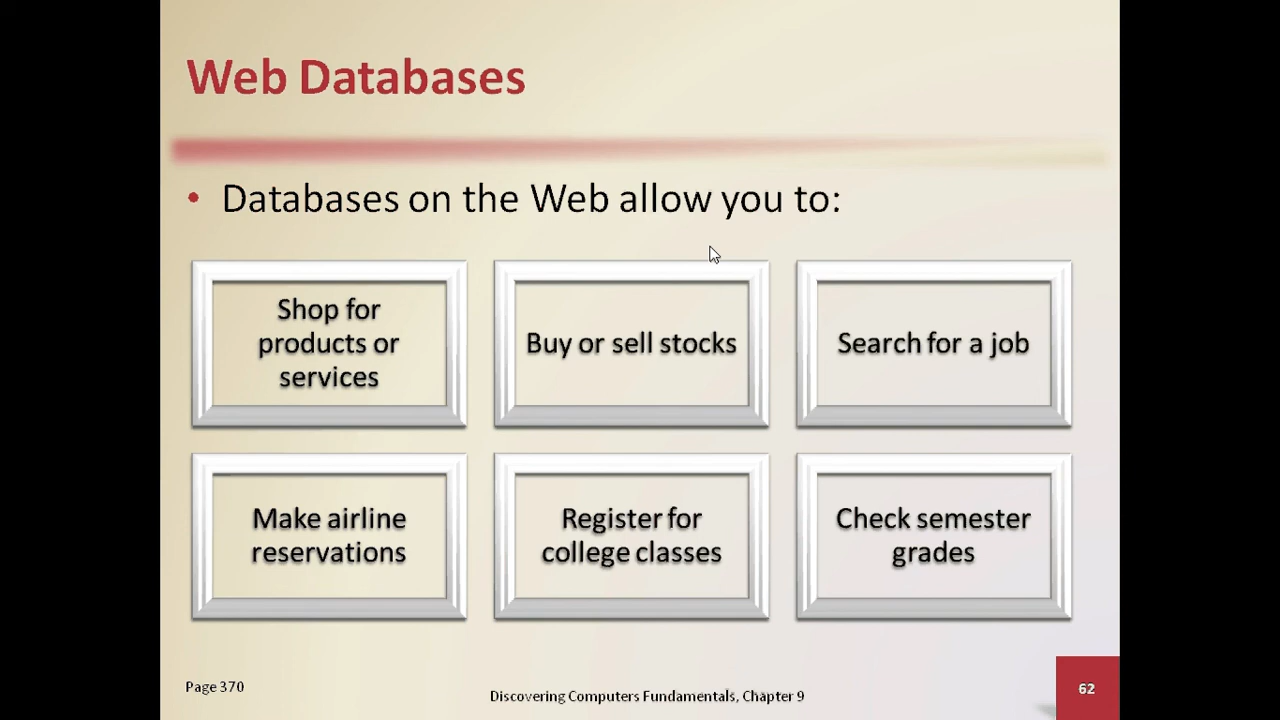 Web Databases
• Databases on the Web allow you to:
Shop for
products or
services
Buy or sell stocks
Search for a job
Make airline
reservations
Register for
college classes
Check semester
grades
Page 370
Discovering Computers Fundamentals, Chapter 9
62